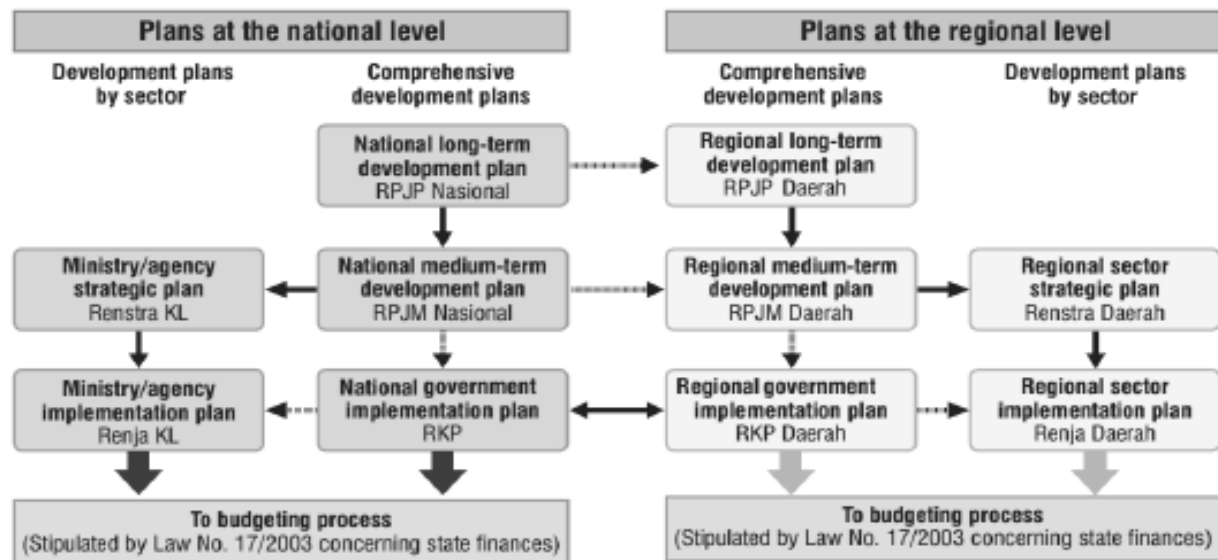 Plans at the national level
Plans at the regional level
Development plans
by sector
Comprehensive
development plans
Comprehensive
development plans
Development plans
by sector
National long-term
development plan
RPJP Nasional
Regional long-term
development plan
RPJP Daerah
Ministry/agency
strategic plan
Renstra KL
National medium-term
development plan
RPJM Nasional
Regional medium-term
development plan
RPJM Daerah
Regional sector
strategic plan
Renstra Daerah
Ministry/agency
implementation plan
Renja KL
National government
implementation plan
RKP
Regional government
implementation plan
RKP Daerah
Regional sector
implementation plan
Renja Daerah
To budgeting process
(Stipulated by Law No. 17/2003 concerning state finances)
To budgeting process
(Stipulated by Law No. 17/2003 concerning state finances)